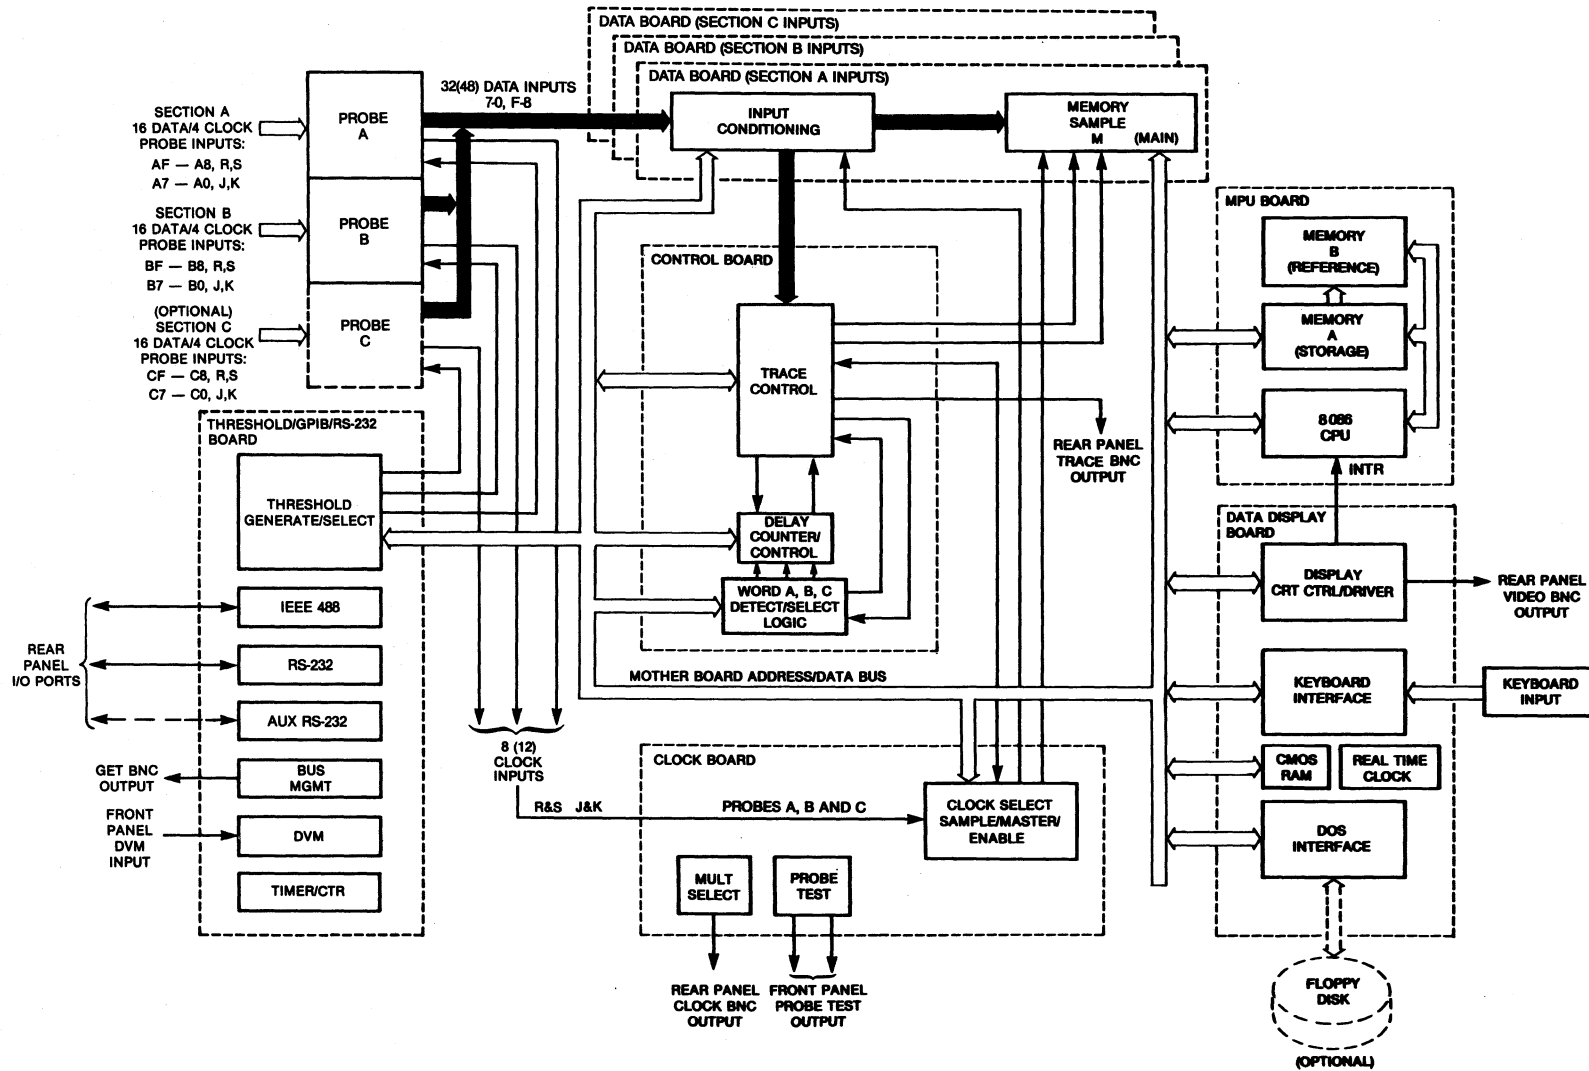 DATA BOARD (SECTION C INPUTS)
DATA BOARD (SECTION B INPUTS)
DATA BOARD (SECTION A INPUTS)
32(48) DATA INPUTS
7-0, F-8
INPUT
CONDITIONING
MEMORY
SAMPLE
M (MAIN)
SECTION A
16 DATA/4 CLOCK
PROBE INPUTS:
AF — A8, R,S
A7 — A0, J,K
PROBE
A
SECTION B
16 DATA/4 CLOCK
PROBE INPUTS:
BF — B8, R,S
B7 — B0, J,K
PROBE
B
(OPTIONAL)
SECTION C
16 DATA/4 CLOCK
PROBE INPUTS:
CF — C8, R,S
C7 — C0, J,K
PROBE
C
CONTROL BOARD
TRACE
CONTROL
DELAY
COUNTER/
CONTROL
WORD A, B, C
DETECT/SELECT
LOGIC
REAR PANEL
TRACE BNC
OUTPUT
MPU BOARD
MEMORY
B
(REFERENCE)
MEMORY
A
(STORAGE)
8086
CPU
INTR
THRESHOLD/GPIB/RS-232
BOARD
THRESHOLD
GENERATE/SELECT
IEEE 488
RS-232
AUX RS-232
BUS
MGMT
DVM
TIMER/CTR
REAR
PANEL
I/O PORTS
GET BNC
OUTPUT
FRONT
PANEL
DVM
INPUT
8 (12)
CLOCK
INPUTS
MOTHER BOARD ADDRESS/DATA BUS
CLOCK BOARD
R&S J&K
PROBES A, B AND C
CLOCK SELECT
SAMPLE/MASTER/
ENABLE
MULT
SELECT
PROBE
TEST
REAR PANEL
CLOCK BNC
OUTPUT
FRONT PANEL
PROBE TEST
OUTPUT
DATA DISPLAY
BOARD
DISPLAY
CRT CTRL/DRIVER
REAR PANEL
VIDEO BNC
OUTPUT
KEYBOARD
INTERFACE
KEYBOARD
INPUT
CMOS
RAM
REAL TIME
CLOCK
DOS
INTERFACE
FLOPPY
DISK
(OPTIONAL)